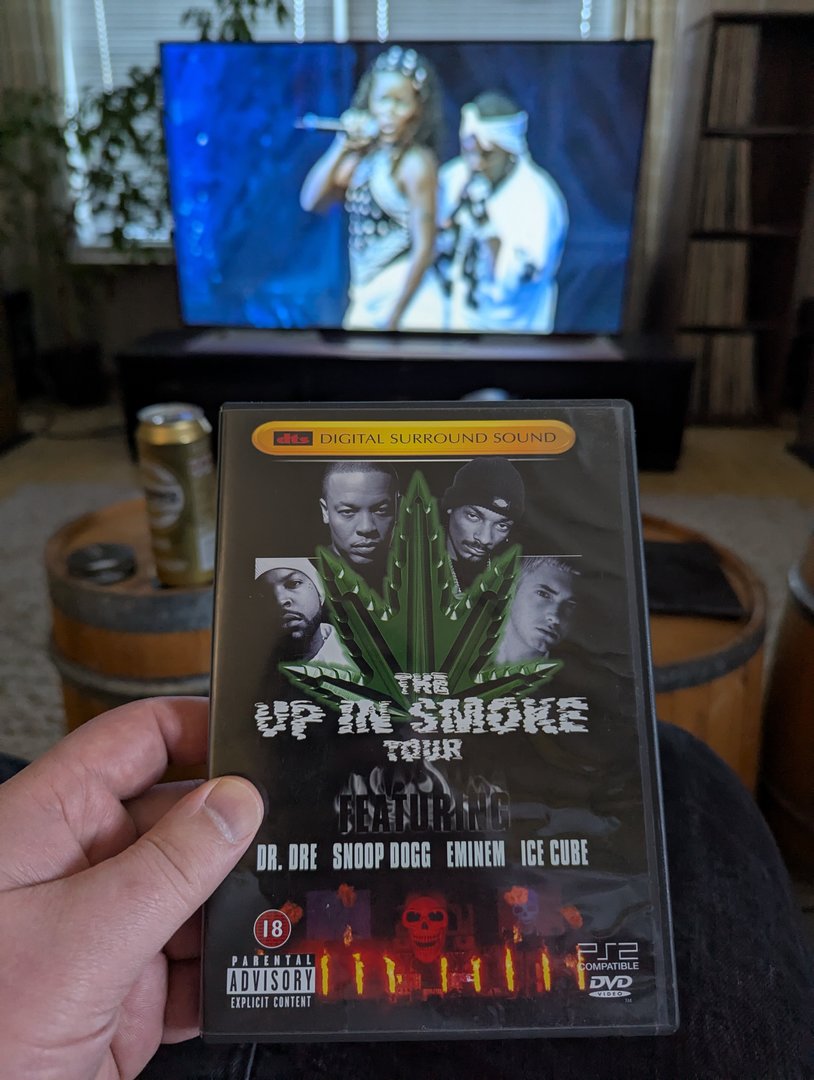 dts DIGITAL SURROUND SOUND
THE
UP IN SMOKE
TOUR
FEATURING
DR. DRE SNOOP DOGG EMINEM ICE CUBE
18
PARENTAL
ADVISORY
EXPLICIT CONTENT
PS2
COMPATIBLE
DVD
VIDEO
TM